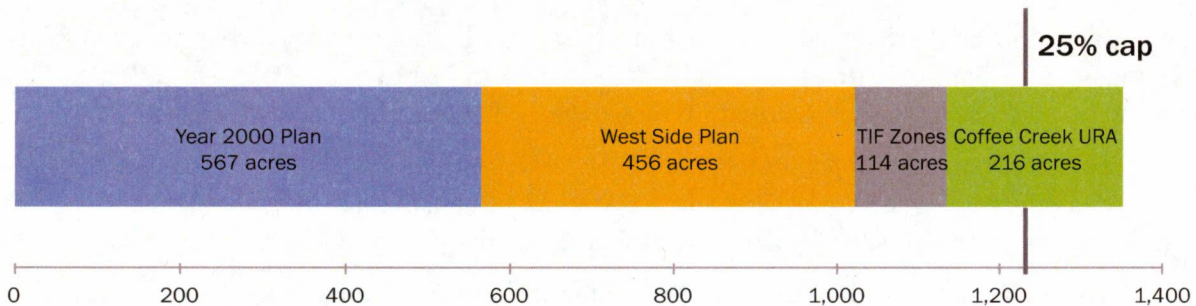 25% cap
Year 2000 Plan
567 acres
West Side Plan
456 acres
TIF Zones
114 acres
Coffee Creek URA
216 acres
0 200 400 600 800 1,000 1,200 1,400